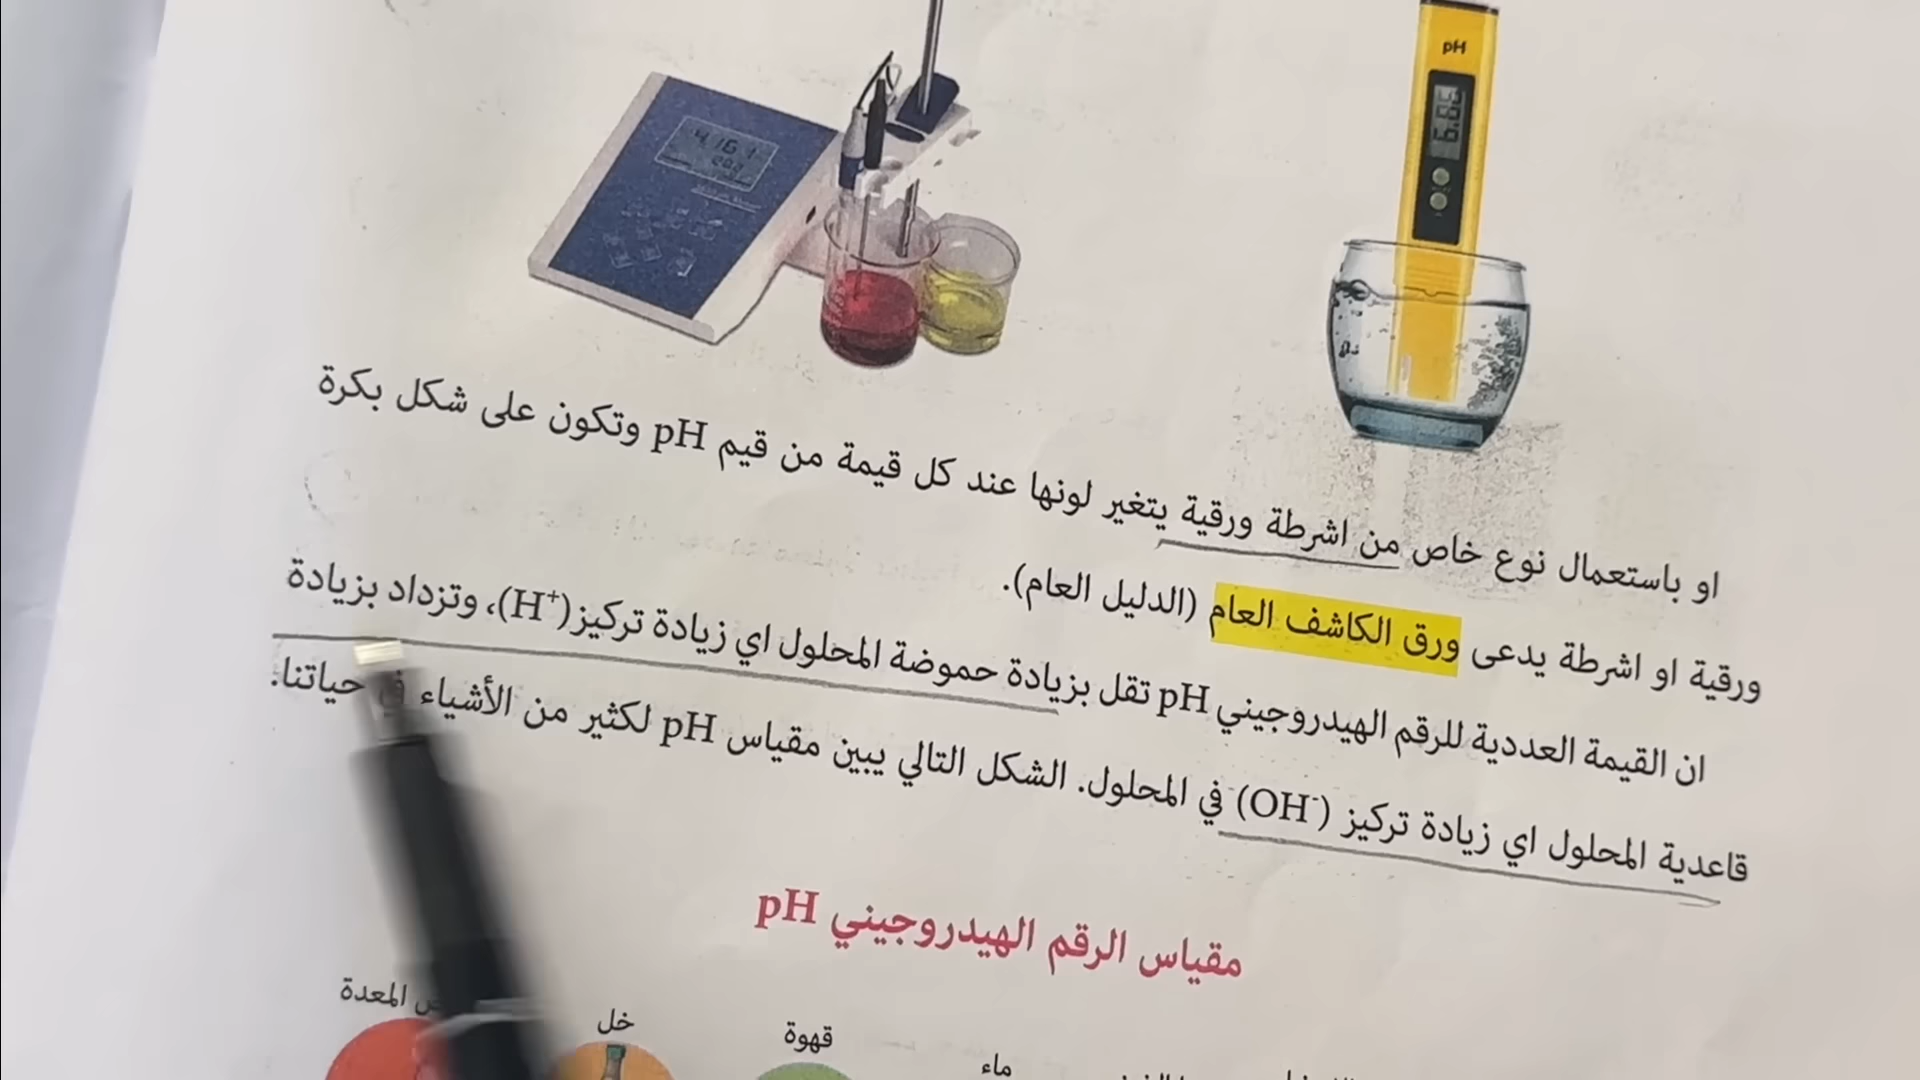 pH
او باستعمال نوع خاص من اشرطة ورقية يتغير لونها عند كل قيمة من قيم pH وتكون على شكل بكرة
ورقية او اشرطة يدعى ورق الكاشف العام (الدليل العام).
ان القيمة العددية للرقم الهيدروجيني pH تقل بزيادة حموضة المحلول اي زيادة تركيز(H⁺)، وتزداد بزيادة
قاعدية المحلول اي زيادة تركيز (OH⁻) في المحلول. الشكل التالي يبين مقياس pH لكثير من الأشياء في حياتنا.
مقياس الرقم الهيدروجيني pH
ماء
قهوة
خل
المعدة